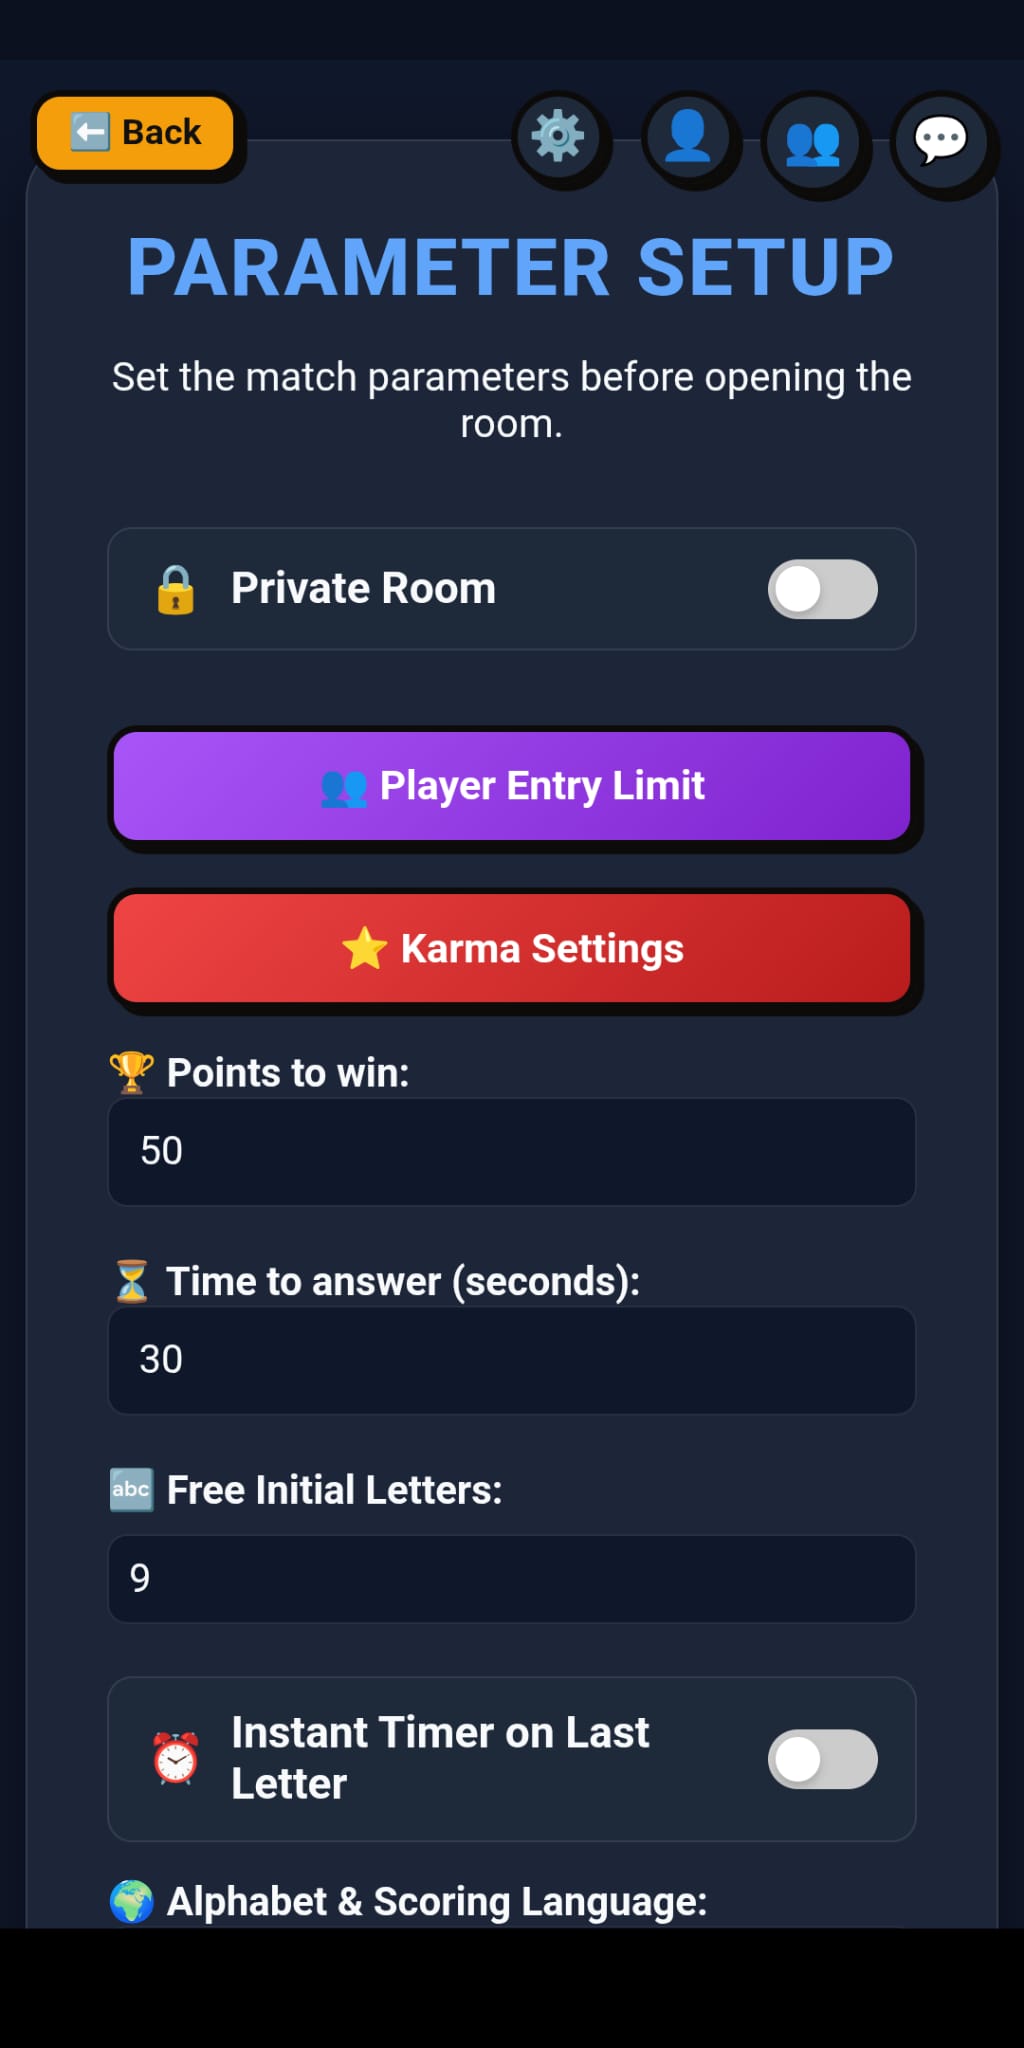 Back
PARAMETER SETUP
Set the match parameters before opening the
room.
Private Room
Player Entry Limit
Karma Settings
Points to win:
50
Time to answer (seconds):
30
abc Free Initial Letters:
9
Instant Timer on Last
Letter
Alphabet & Scoring Language: